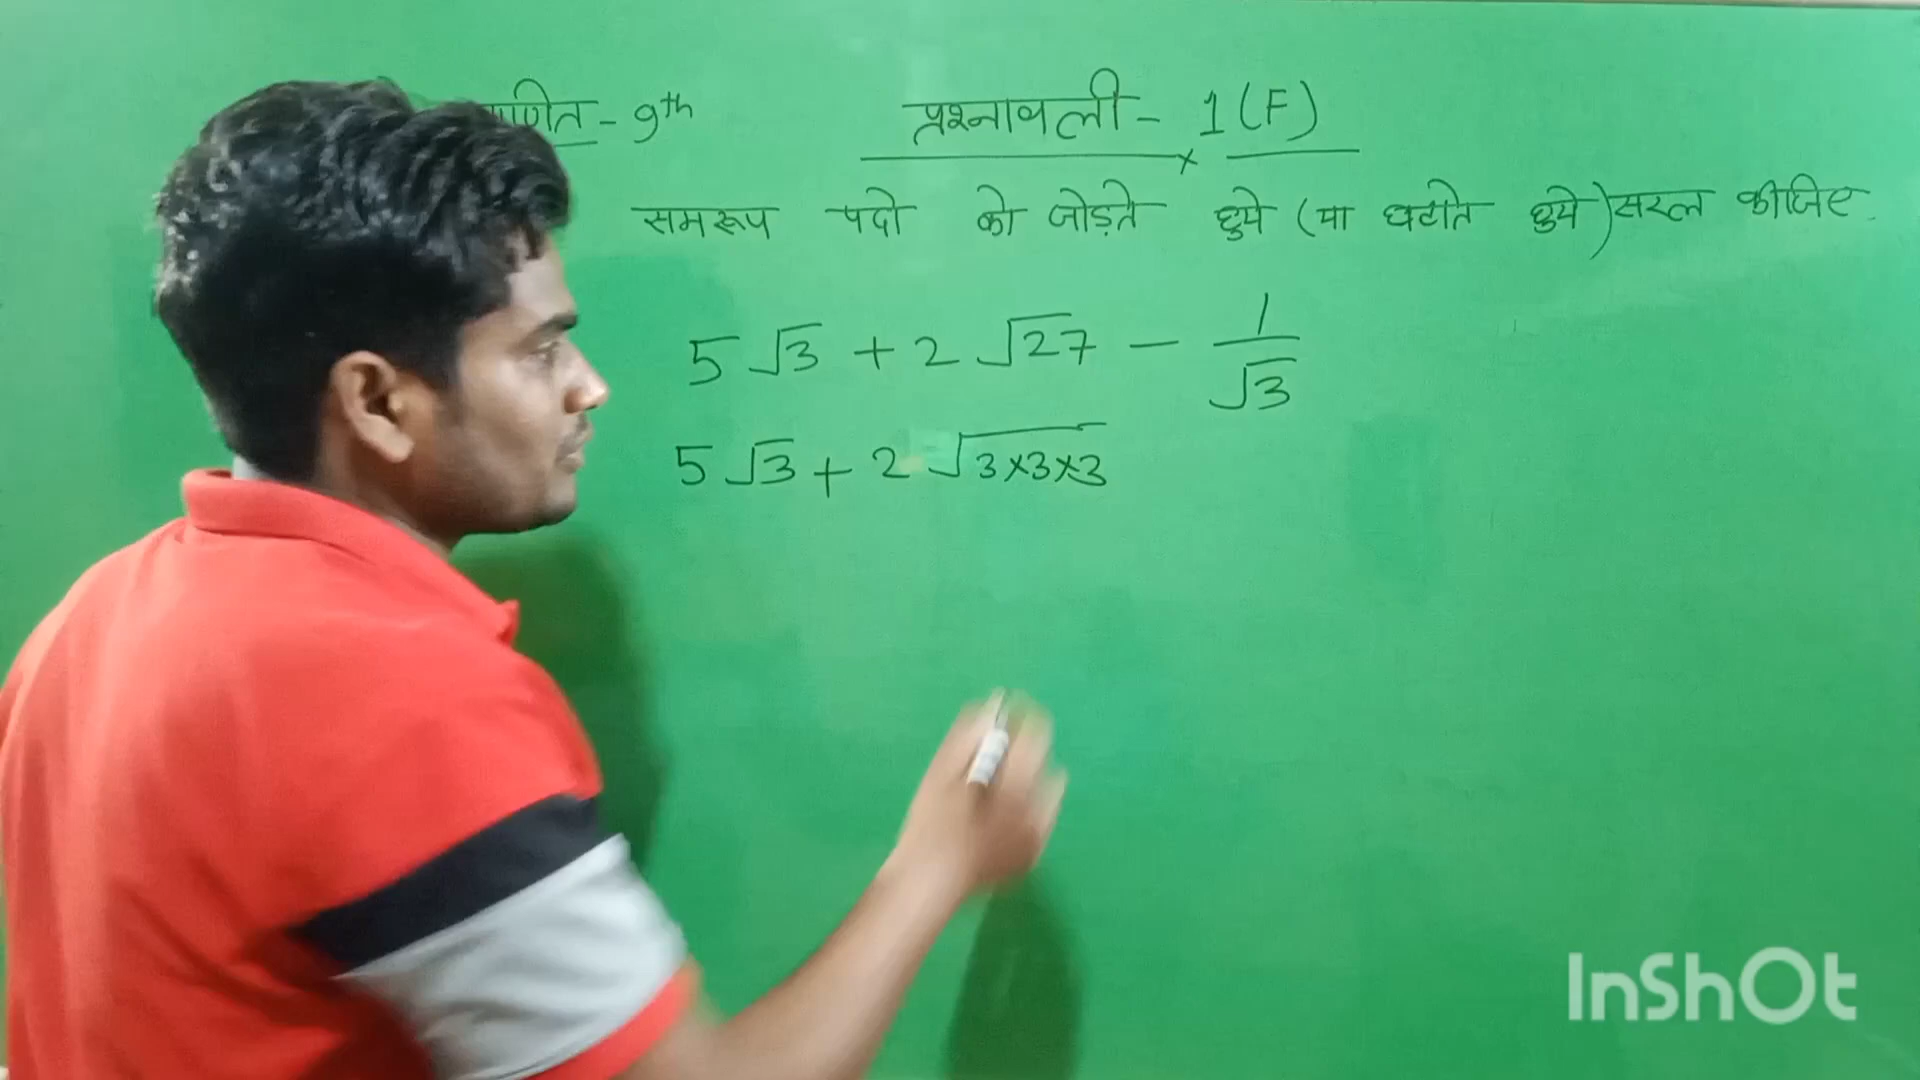 गणित - 9th
प्रश्नावली - 1 (F)
समरूप पदो को जोड़ते हुये (या घटाते हुये) सरल कीजिए.
5√3 + 2√27 - 1/√3
5√3 + 2√3×3×3
InShOt